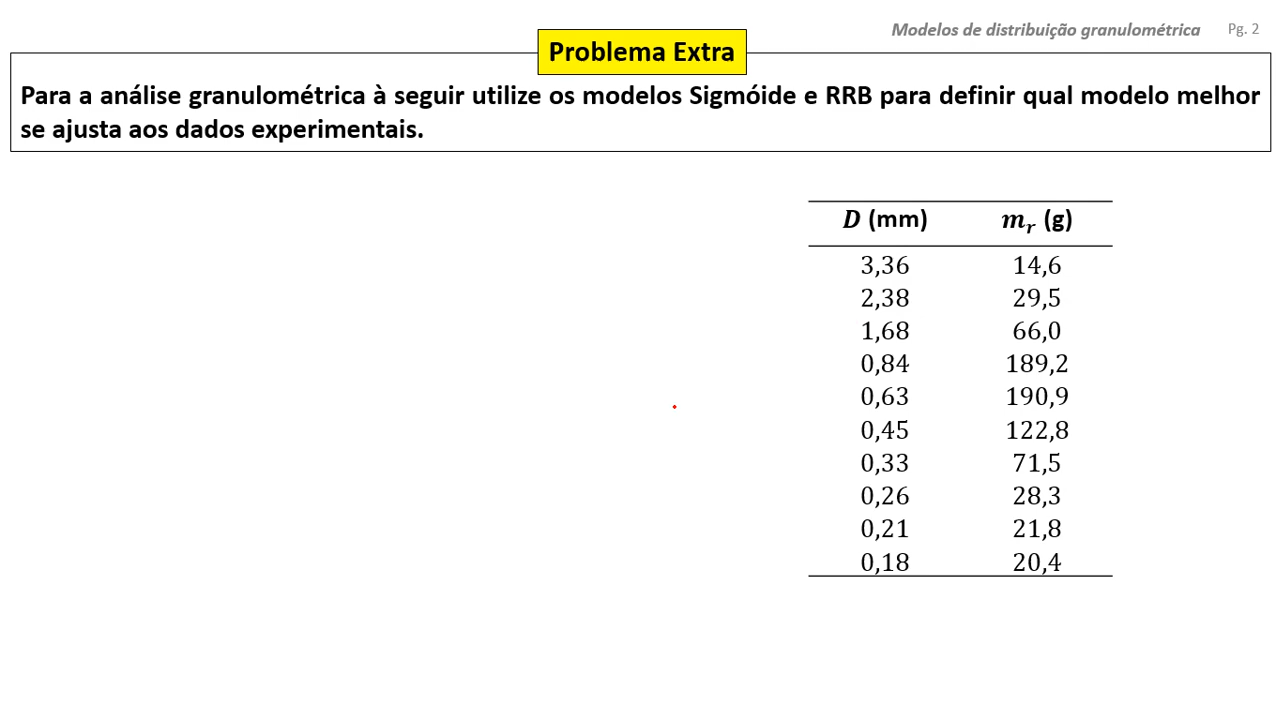 Modelos de distribuição granulométrica Pg. 2
Problema Extra
Para a análise granulométrica à seguir utilize os modelos Sigmóide e RRB para definir qual modelo melhor
se ajusta aos dados experimentais.
D (mm) m_r (g)
3,36 14,6
2,38 29,5
1,68 66,0
0,84 189,2
0,63 190,9
0,45 122,8
0,33 71,5
0,26 28,3
0,21 21,8
0,18 20,4